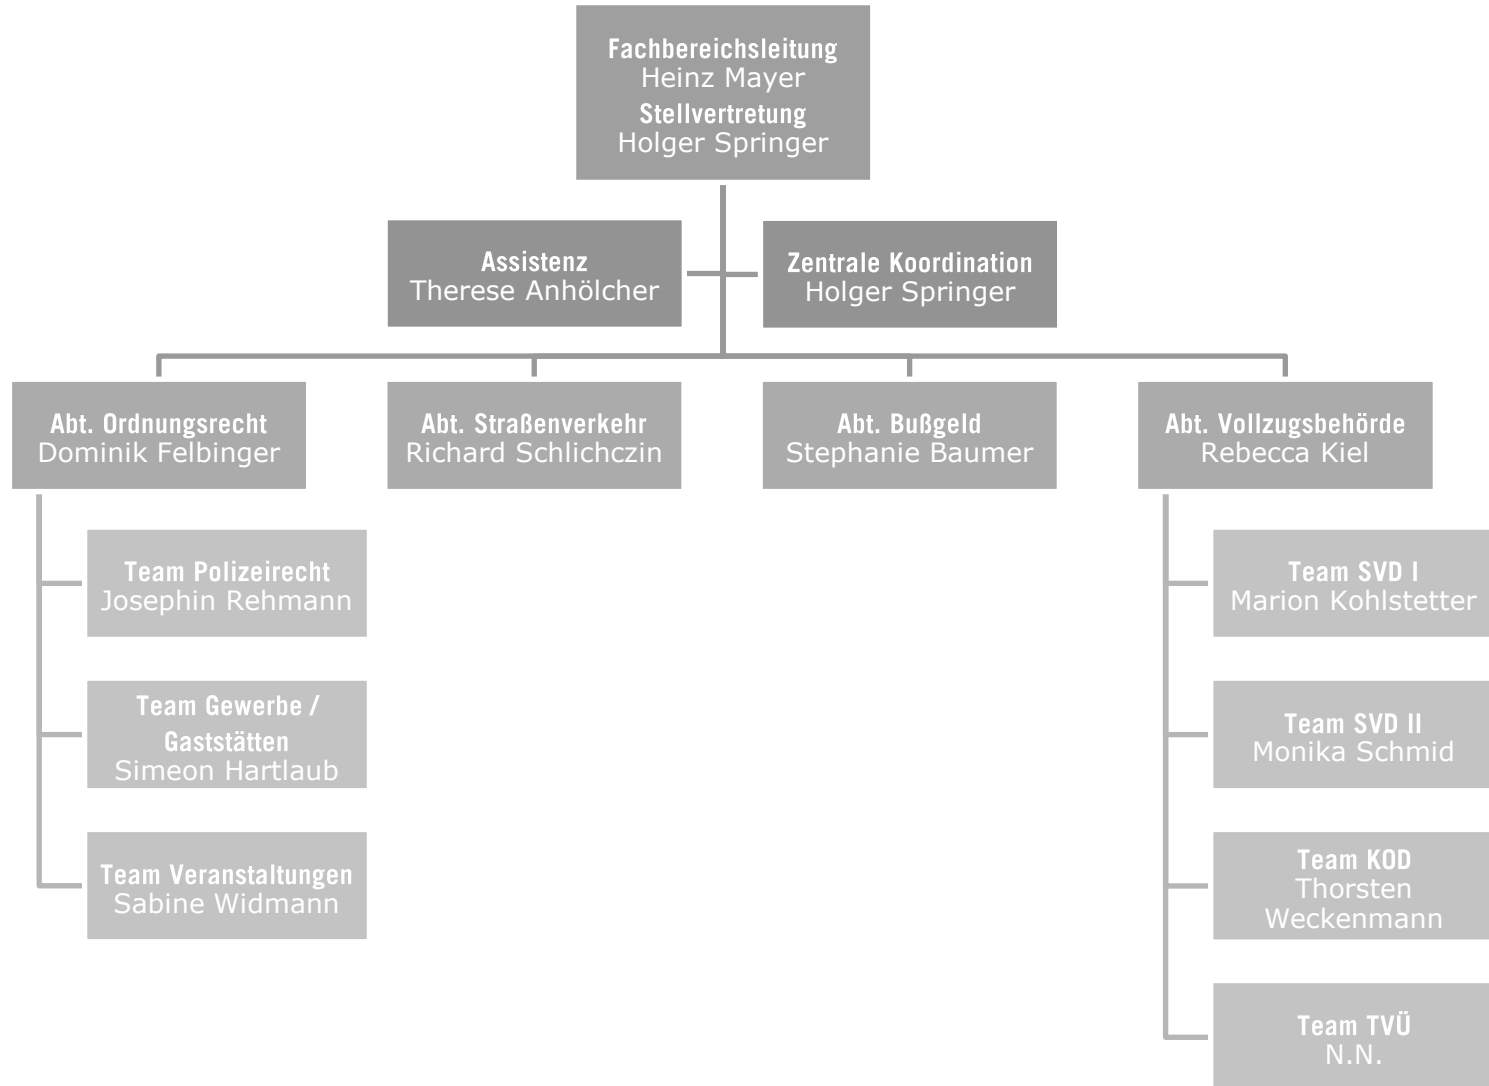 Fachbereichsleitung
Heinz Mayer
Stellvertretung
Holger Springer
Assistenz
Therese Anhölcher
Zentrale Koordination
Holger Springer
Abt. Ordnungsrecht
Dominik Felbinger
Abt. Straßenverkehr
Richard Schlichczin
Abt. Bußgeld
Stephanie Baumer
Abt. Vollzugsbehörde
Rebecca Kiel
Team Polizeirecht
Josephin Rehmann
Team Gewerbe /
Gaststätten
Simeon Hartlaub
Team Veranstaltungen
Sabine Widmann
Team SVD I
Marion Kohlstetter
Team SVD II
Monika Schmid
Team KOD
Thorsten
Weckenmann
Team TVÜ
N.N.